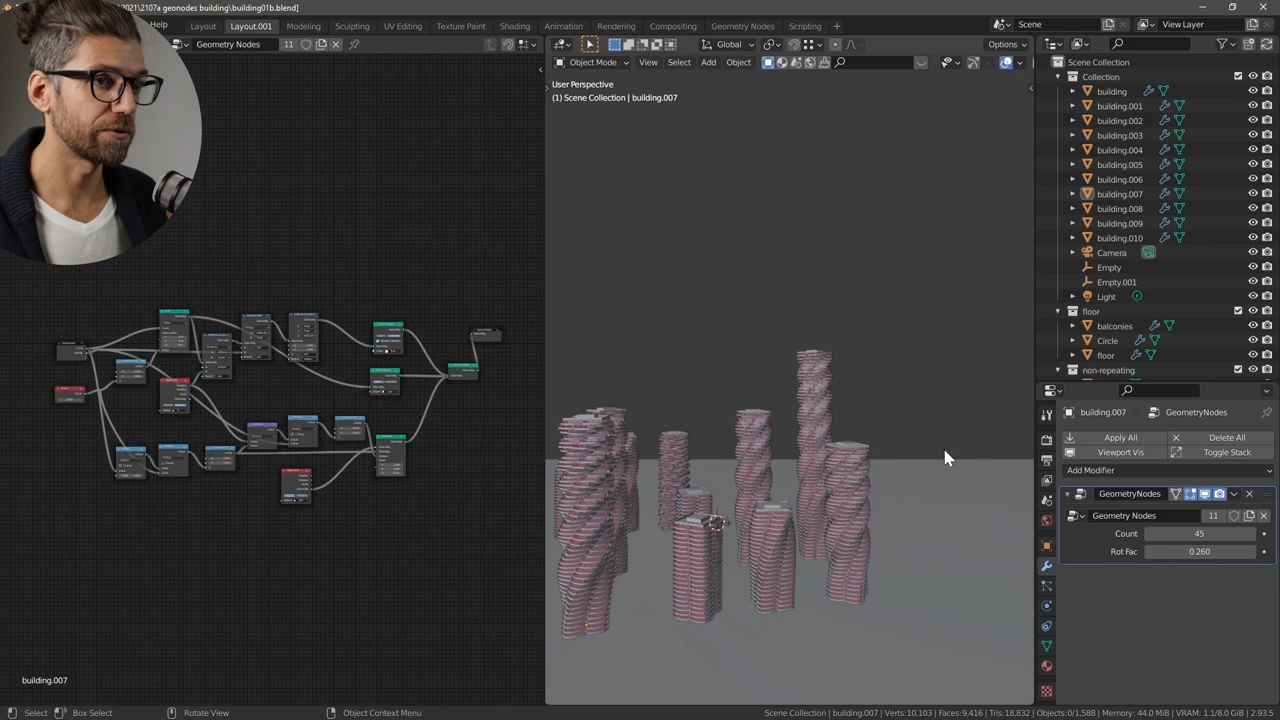 2021\2107a geonodes building\building01b.blend]
Help
Layout
Layout.001
Modeling
Sculpting
UV Editing
Texture Paint
Shading
Animation
Rendering
Compositing
Geometry Nodes
Scripting
+
Scene
View Layer
Geometry Nodes
11
Global
Options
Object Mode
View
Select
Add
Object
User Perspective
(1) Scene Collection | building.007
Scene Collection
Collection
building
building.001
building.002
building.003
building.004
building.005
building.006
building.007
building.008
building.009
building.010
Camera
Empty
Empty.001
Light
floor
balconies
Circle
floor
non-repeating
building.007
GeometryNodes
Apply All
Delete All
Viewport Vis
Toggle Stack
Add Modifier
GeometryNodes
Geometry Nodes
11
Count
45
Rot Fac
0.260
building.007
Select
Box Select
Rotate View
Object Context Menu
Scene Collection | building.007 | Verts:10,103 | Faces:9,416 | Tris:18,832 | Objects:0/1,588 | Memory: 44.0 MiB | VRAM: 1.1/8.0 GiB | 2.93.5